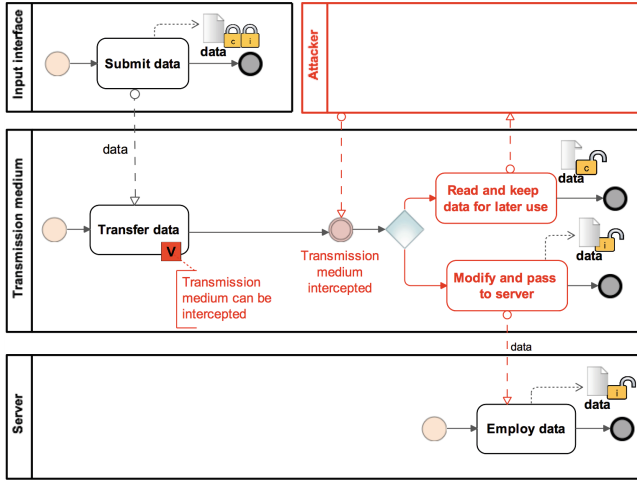 Input interface
Submit data
data
c
i
Attacker
data
Transmission medium
Transfer data
V
Transmission
medium can be
intercepted
Transmission
medium
intercepted
Read and keep
data for later use
data
c
Modify and pass
to server
data
i
data
Server
Employ data
data
i